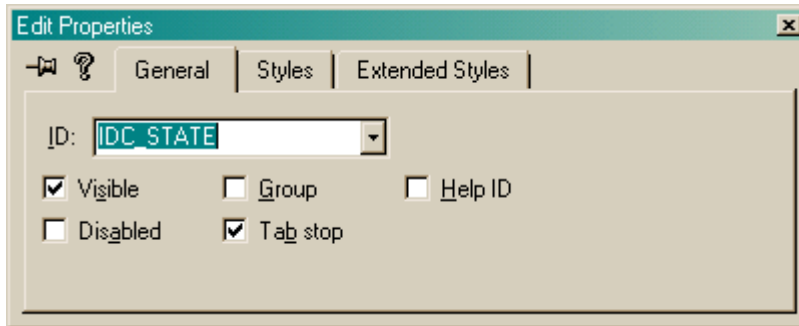 Edit Properties
General Styles Extended Styles
ID: IDC_STATE
Visible Group Help ID
Disabled Tab stop